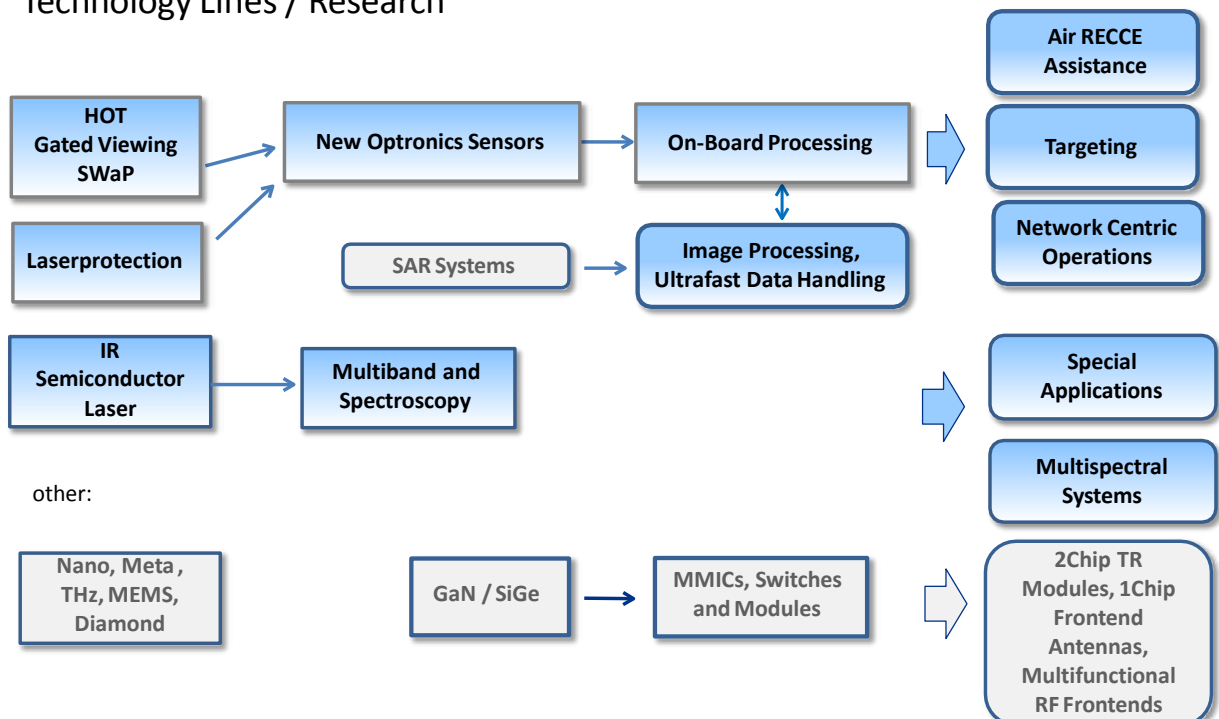 Technology Lines / Research
Air RECCE
Assistance
HOT
Gated Viewing
SWaP
New Optronics Sensors
On-Board Processing
Targeting
Laserprotection
SAR Systems
Image Processing,
Ultrafast Data Handling
Network Centric
Operations
IR
Semiconductor
Laser
Multiband and
Spectroscopy
Special
Applications
Multispectral
Systems
other:
Nano, Meta ,
THz, MEMS,
Diamond
GaN / SiGe
MMICs, Switches
and Modules
2Chip TR
Modules, 1Chip
Frontend
Antennas,
Multifunctional
RF Frontends